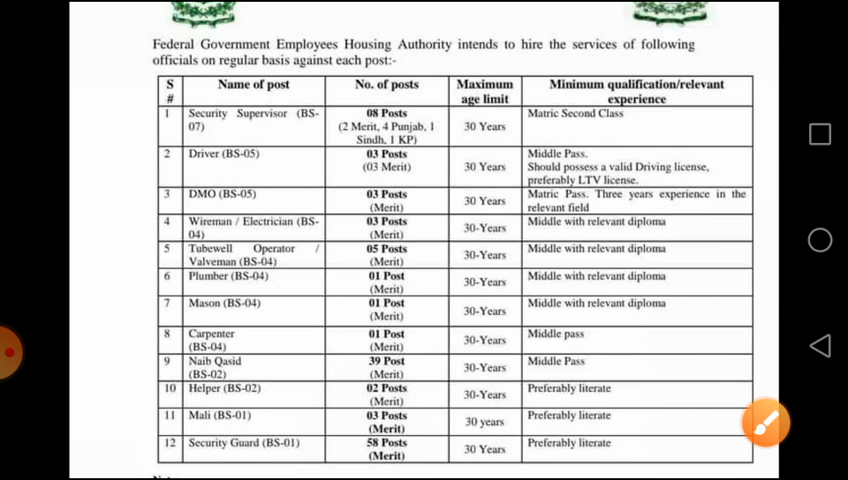 Federal Government Employees Housing Authority intends to hire the services of following
officials on regular basis against each post:-
S # Name of post No. of posts Maximum age limit Minimum qualification/relevant experience
1 Security Supervisor (BS-07) 08 Posts (2 Merit, 4 Punjab, 1 Sindh, 1 KP) 30 Years Matric Second Class
2 Driver (BS-05) 03 Posts (03 Merit) 30 Years Middle Pass. Should possess a valid Driving license, preferably LTV license.
3 DMO (BS-05) 03 Posts (Merit) 30 Years Matric Pass. Three years experience in the relevant field
4 Wireman / Electrician (BS-04) 03 Posts (Merit) 30-Years Middle with relevant diploma
5 Tubewell Operator / Valveman (BS-04) 05 Posts (Merit) 30-Years Middle with relevant diploma
6 Plumber (BS-04) 01 Post (Merit) 30-Years Middle with relevant diploma
7 Mason (BS-04) 01 Post (Merit) 30-Years Middle with relevant diploma
8 Carpenter (BS-04) 01 Post (Merit) 30-Years Middle pass
9 Naib Qasid (BS-02) 39 Post (Merit) 30-Years Middle Pass
10 Helper (BS-02) 02 Posts (Merit) 30-Years Preferably literate
11 Mali (BS-01) 03 Posts (Merit) 30 years Preferably literate
12 Security Guard (BS-01) 58 Posts (Merit) 30 Years Preferably literate